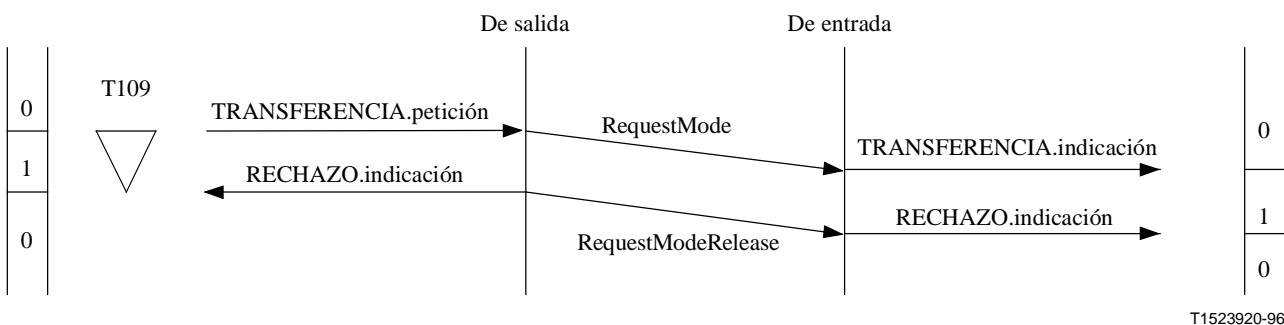 De salida
De entrada
T109
0
TRANSFERENCIA.petición
RequestMode
0
TRANSFERENCIA.indicación
1
RECHAZO.indicación
RECHAZO.indicación
1
0
RequestModeRelease
0
T1523920-96